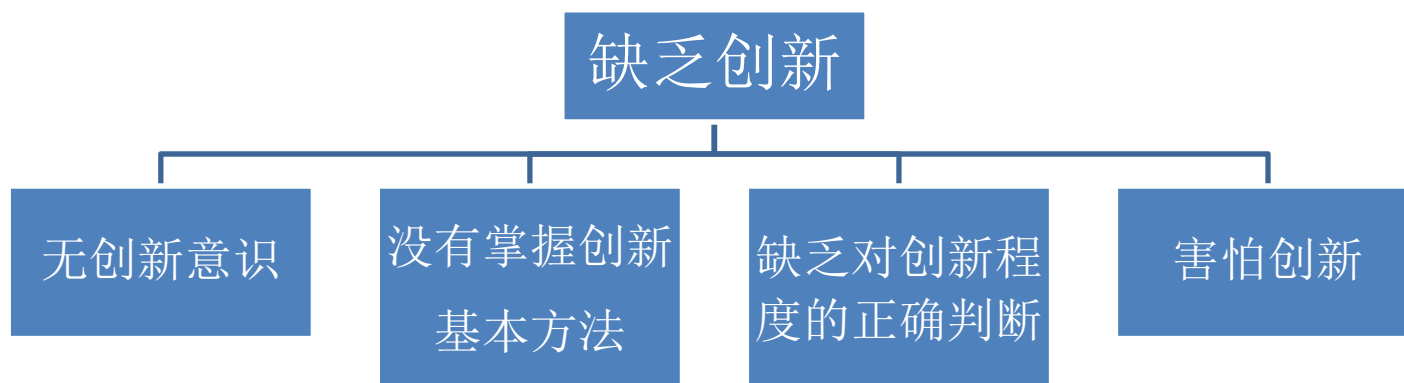 缺乏创新
无创新意识
没有掌握创新
基本方法
缺乏对创新程
度的正确判断
害怕创新